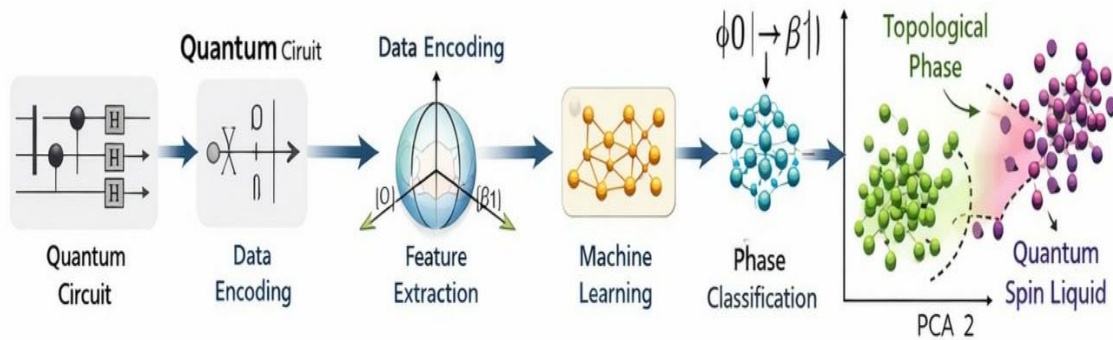 Quantum Ciruit
Data Encoding
ϕ0|→β1|)
Topological
Phase
H
H
H
|0⟩
Quantum
Circuit
Data
Encoding
Feature
Extraction
Machine
Learning
Phase
Classification
Quantum
Spin Liquid
PCA 2